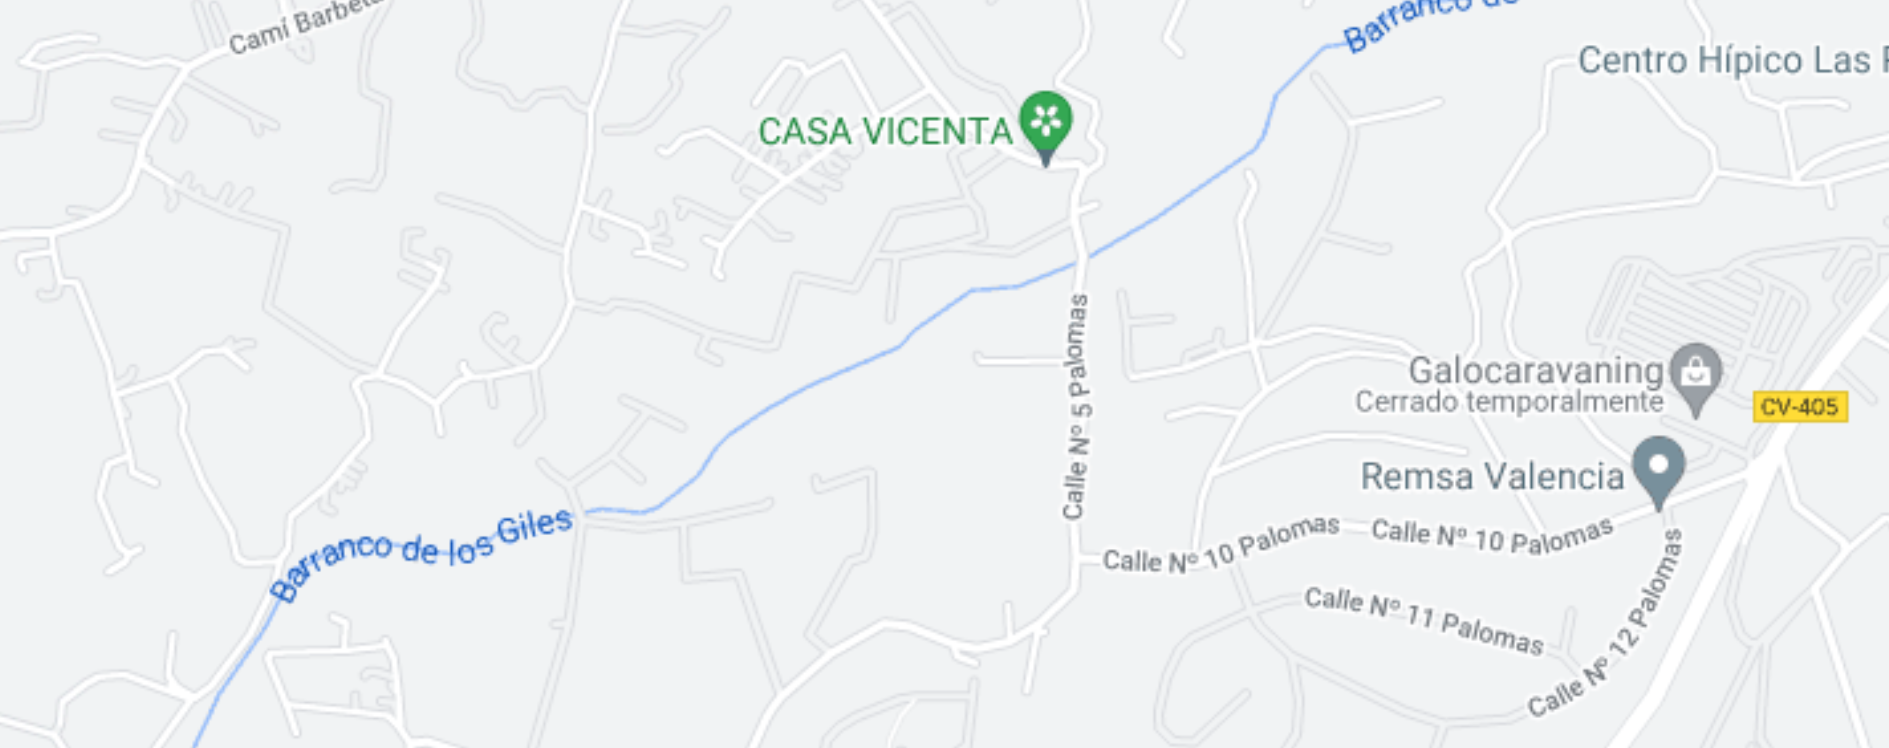 Camí Barbeta
Barranco de
Centro Hípico Las
CASA VICENTA
Calle Nº 5 Palomas
Galocaravaning
Cerrado temporalmente
CV-405
Remsa Valencia
Barranco de los Giles
Calle Nº 10 Palomas
Calle Nº 10 Palomas
Calle Nº 11 Palomas
Calle Nº 12 Palomas